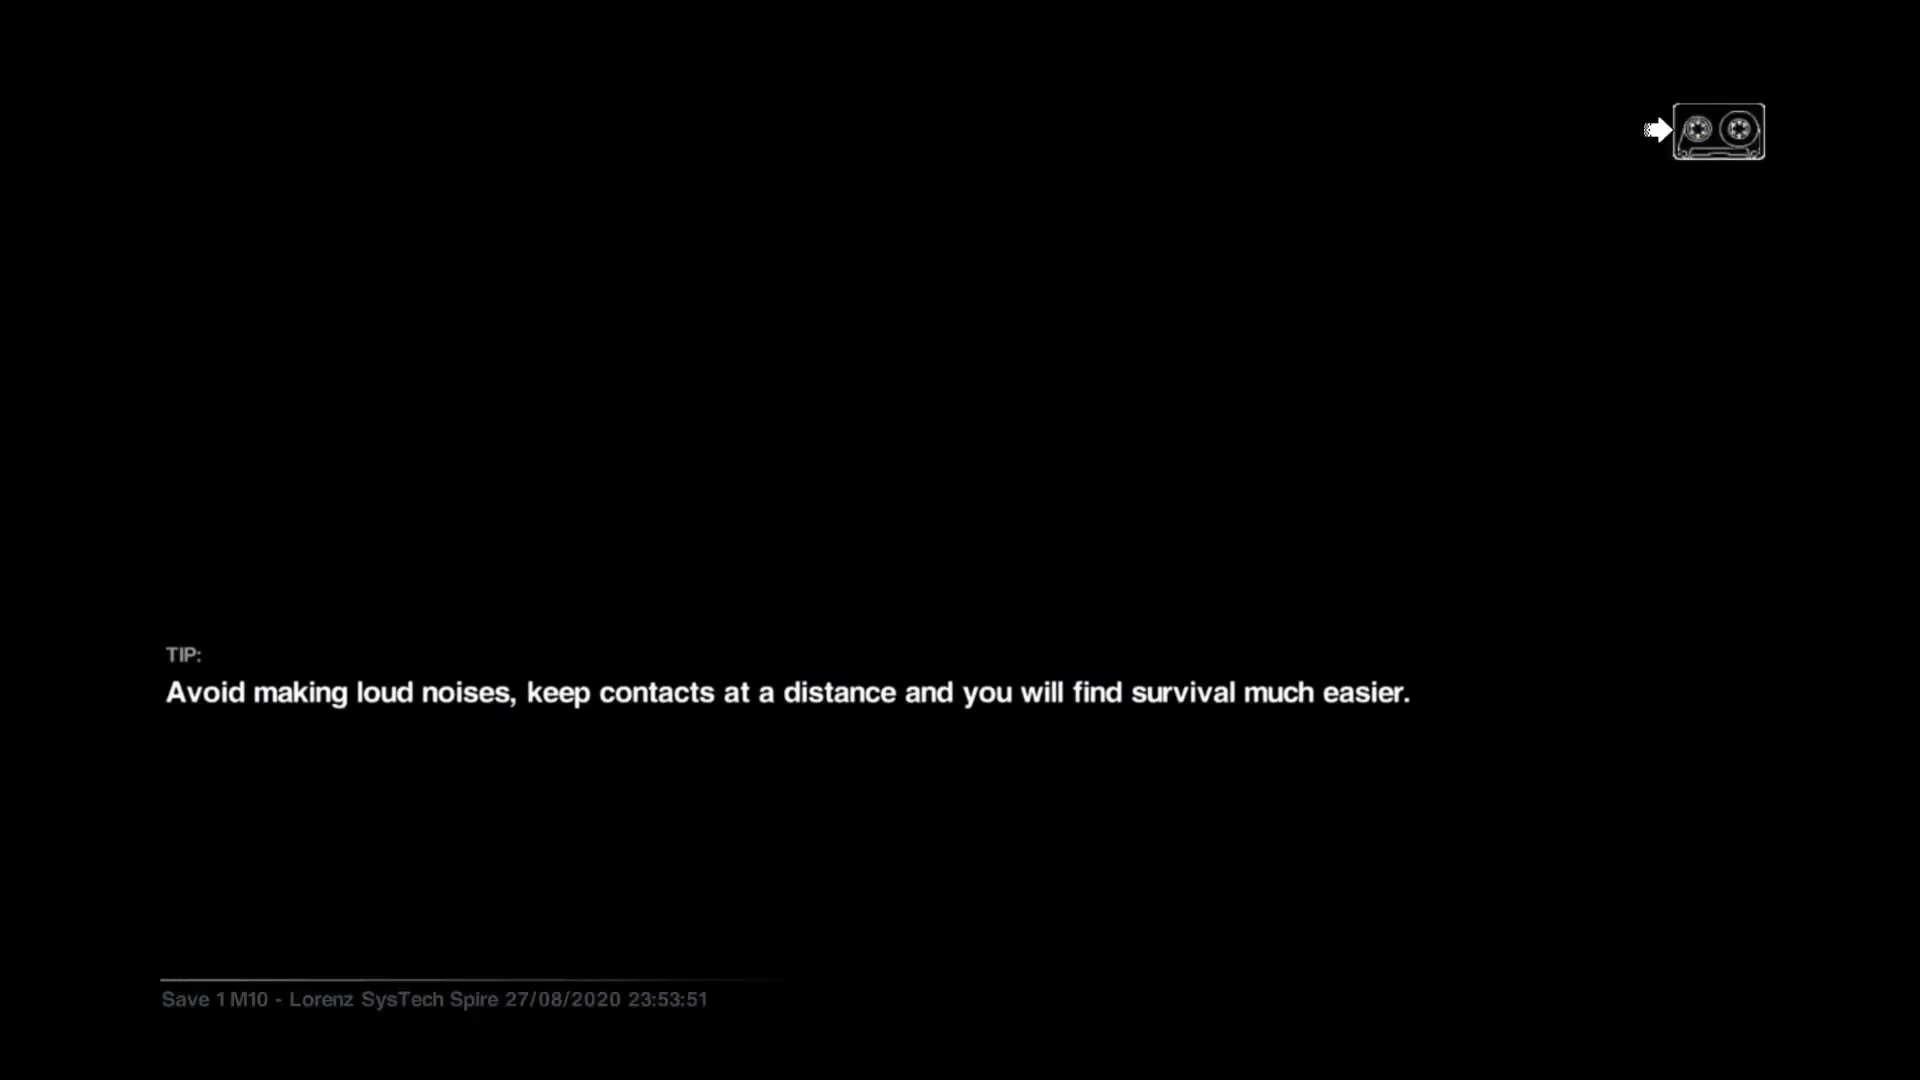 TIP:
Avoid making loud noises, keep contacts at a distance and you will find survival much easier.
Save 1 M10 - Lorenz SysTech Spire 27/08/2020 23:53:51